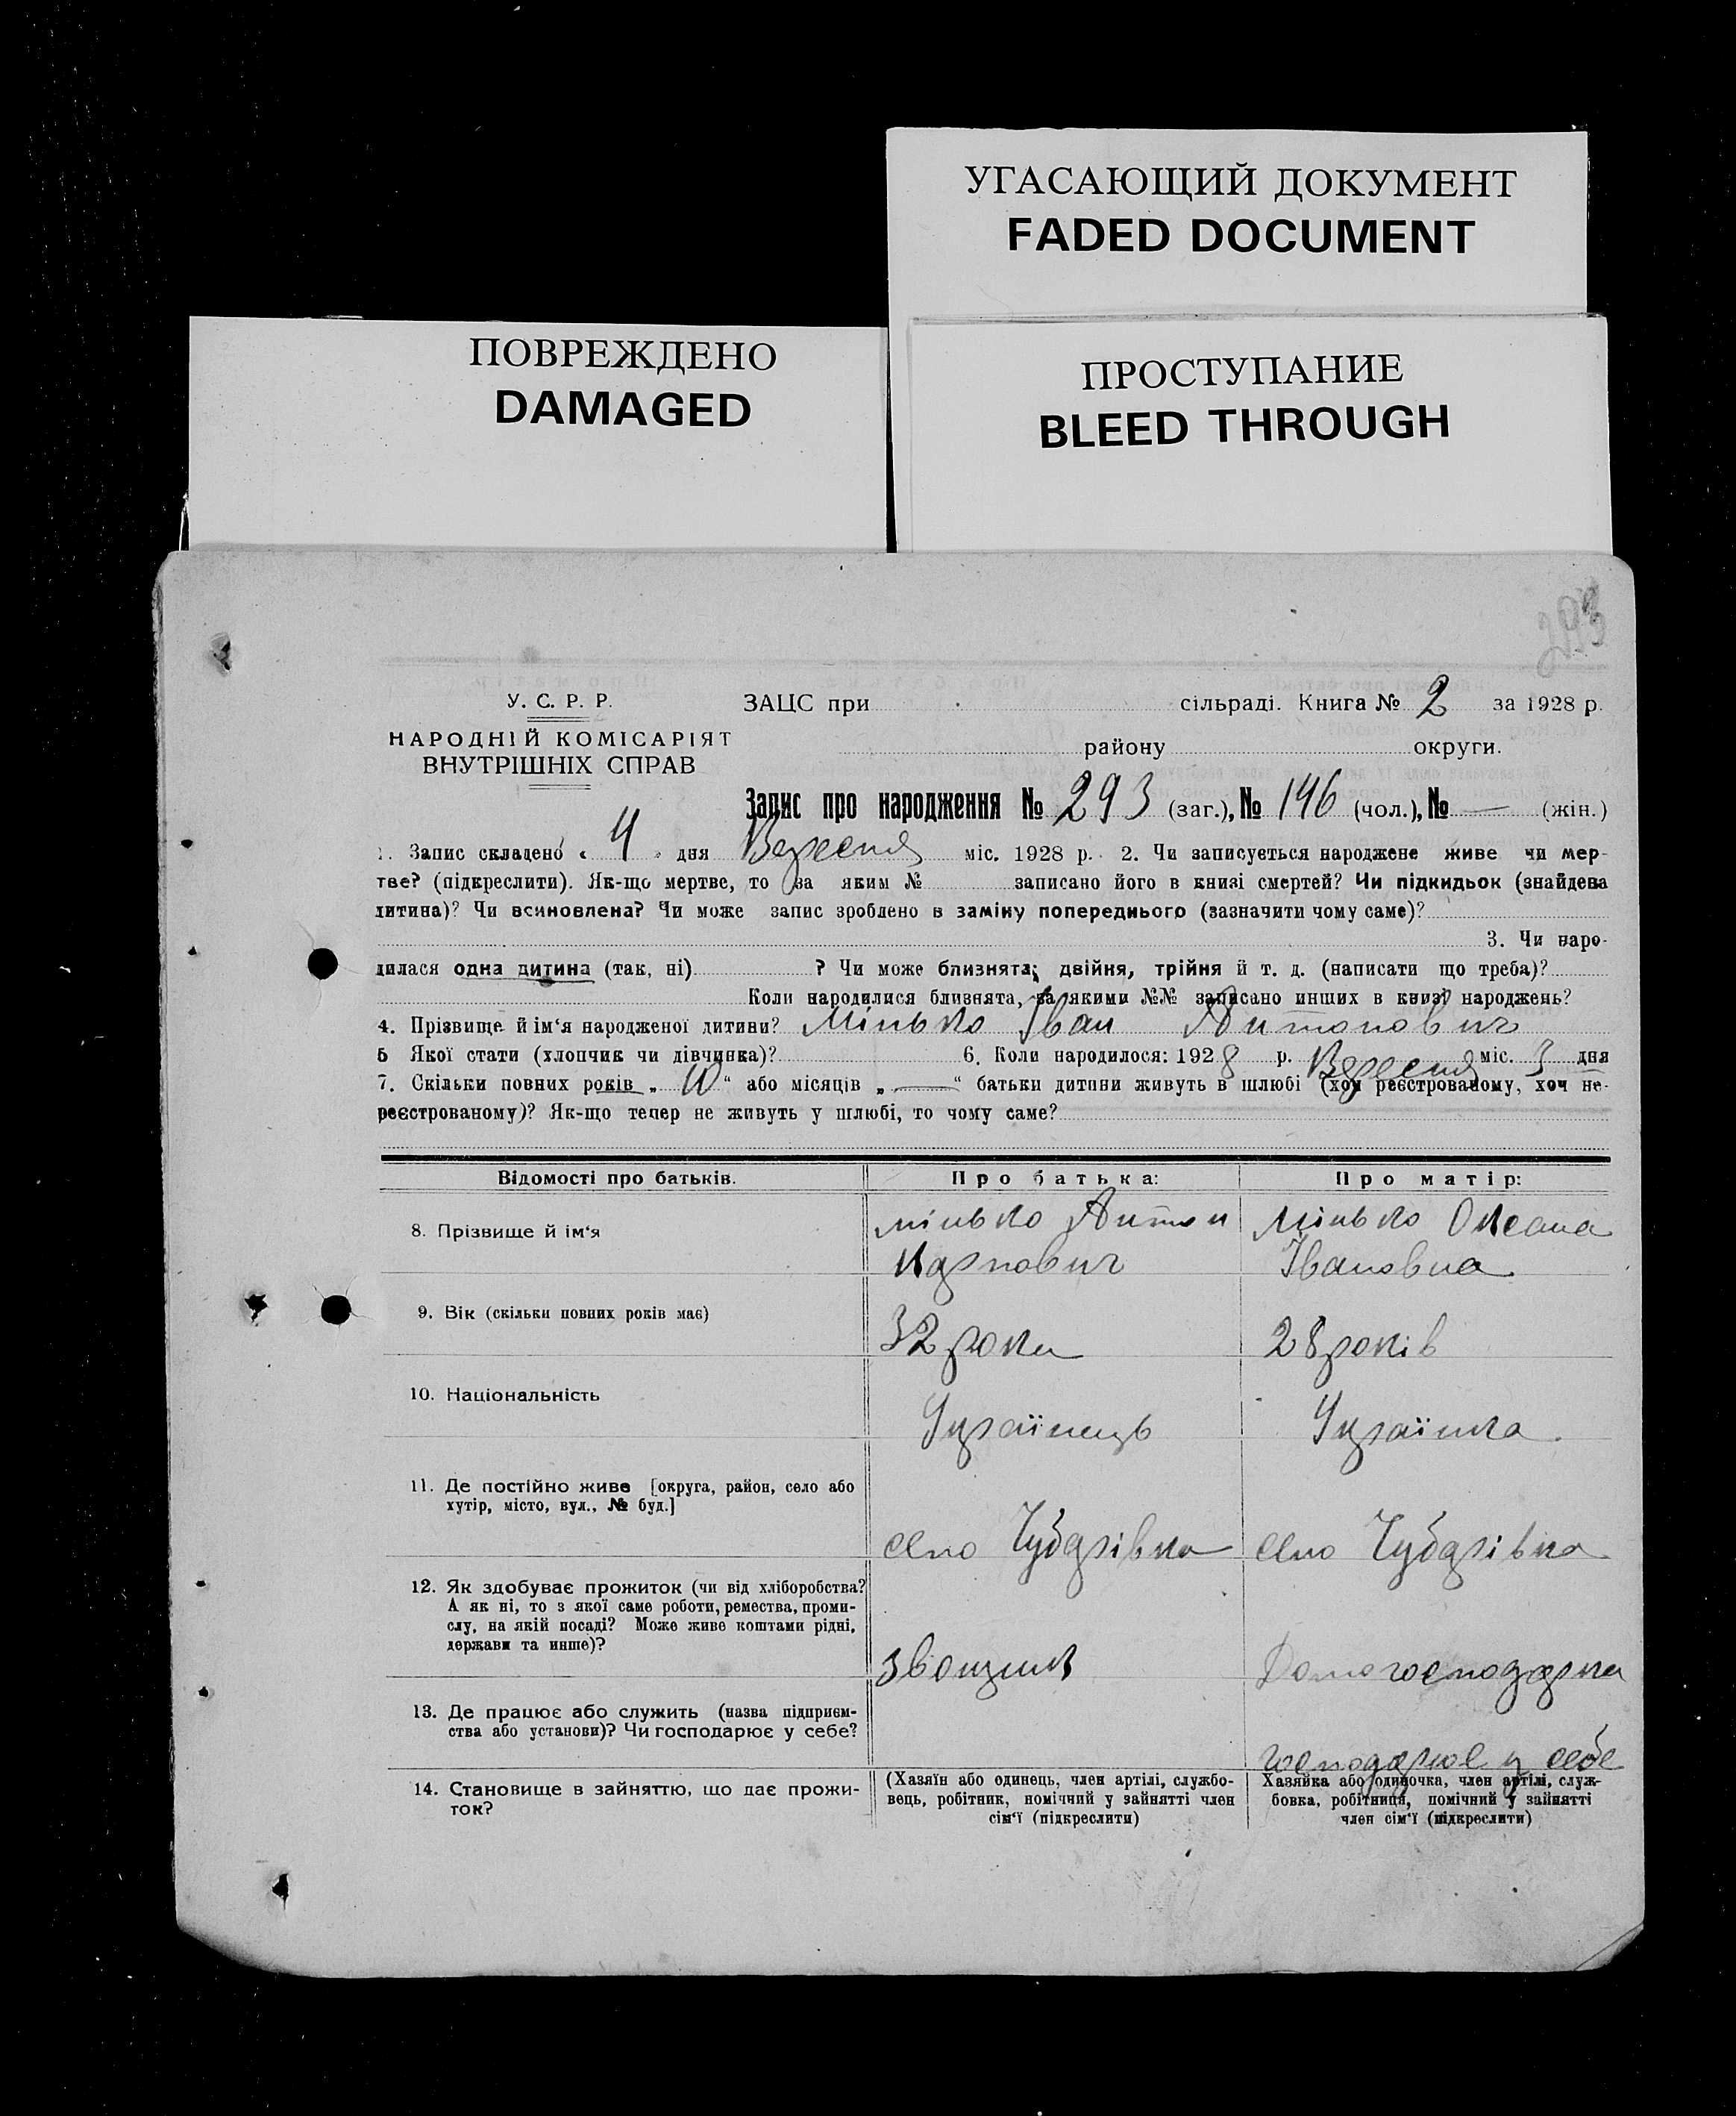 УГАСАЮЩИЙ ДОКУМЕНТ
FADED DOCUMENT
ПОВРЕЖДЕНО
DAMAGED
ПРОСТУПАНИЕ
BLEED THROUGH
293
У. С. Р. Р.
НАРОДНІЙ КОМІСАРІЯТ
ВНУТРІШНІХ СПРАВ
ЗАЦС при сільраді. Книга № 2 за 1928 р.
району округи.
Запис про народження № 293 (заг.), № 146 (чол.), № — (жін.)
1. Запис складено „ 4 " дня Вересня міс. 1928 р. 2. Чи записується народжене живе чи мер-
тве? (підкреслити). Як-що мертве, то за яким № записано його в книзі смертей? Чи підкидьок (знайдена
дитина)? Чи всиновлена? Чи може запис зроблено в заміну попереднього (зазначити чому саме)?
3. Чи наро-
дилася одна дитина (так, ні) ? Чи може близнята; двійня, трійня й т. д. (написати що треба)?
Коли народилися близнята, за якими №№ записано инших в книзі народжень?
4. Прізвище й ім'я народженої дитини? Мінько Іван Антонович
5 Якої стати (хлопчик чи дівчинка)? 6. Коли народилося: 1928 р. Вересня міс. 3 дня
7. Скільки повних років „ 10 " або місяців „ — " батьки дитини живуть в шлюбі (хоч реєстрованому, хоч не-
реєстрованому)? Як-що тепер не живуть у шлюбі, то чому саме?
Відомості про батьків. Про батька: Про матір:
8. Прізвище й ім'я Мінько Антон Мінько Оксана
Карпович Івановна
9. Вік (скільки повних років має) 32 роки 28 років
10. Національність Українець Українка
11. Де постійно живе [округа, район, село або
хутір, місто, вул., № буд.]
село Чубарівка село Чубарівка
12. Як здобуває прожиток (чи від хліборобства?
А як ні, то з якої саме роботи, ремества, проми-
слу, на якій посаді? Може живе коштами рідні,
держави та инше)?
звощик Домогосподарка
13. Де працює або служить (назва підприєм-
ства або установи)? Чи господарює у себе?
господарює у себе
14. Становище в зайняттю, що дає прожи-
ток?
(Хазяїн або одинець, член артілі, службо-
вець, робітник, помічний у зайнятті член
сім'ї (підкреслити)
Хазяйка або одиночка, член артілі, служ-
бовка, робітниця, помічний у зайнятті
член сім'ї (підкреслити)